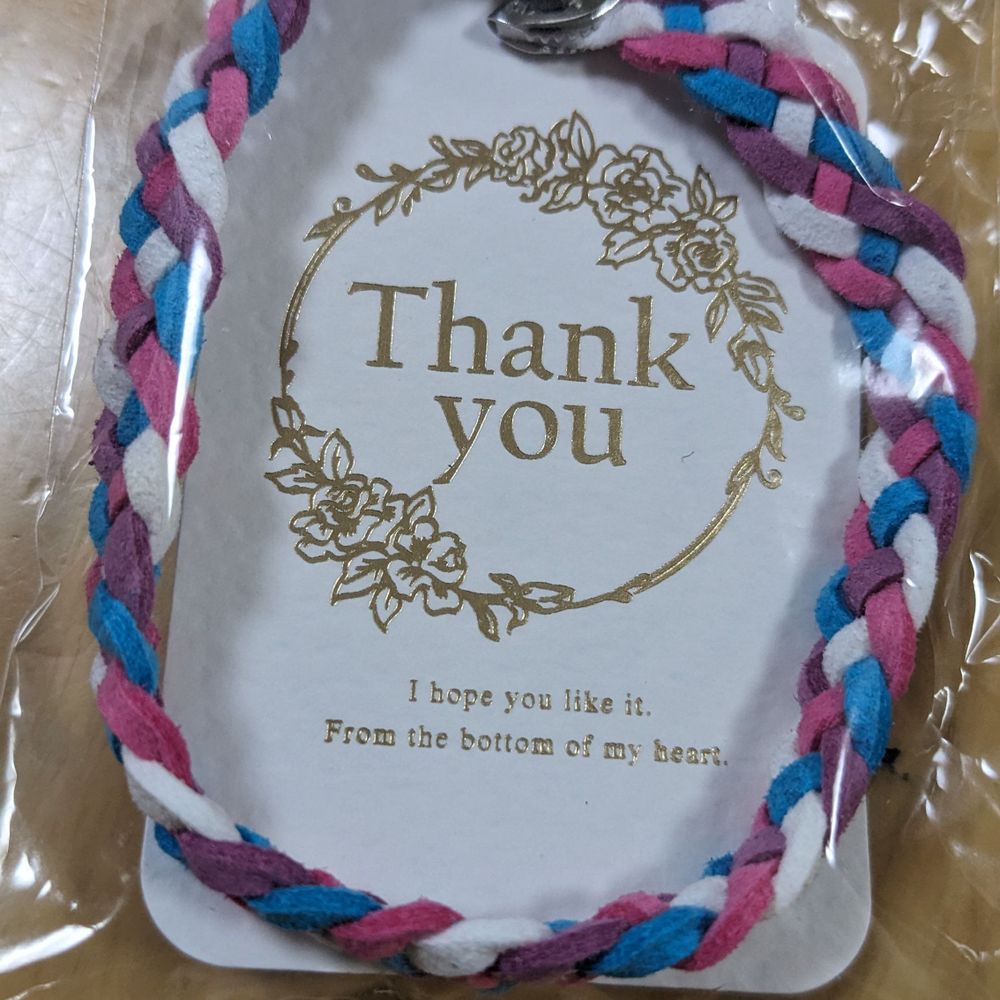 Thank
you
I hope you like it.
From the bottom of my heart.